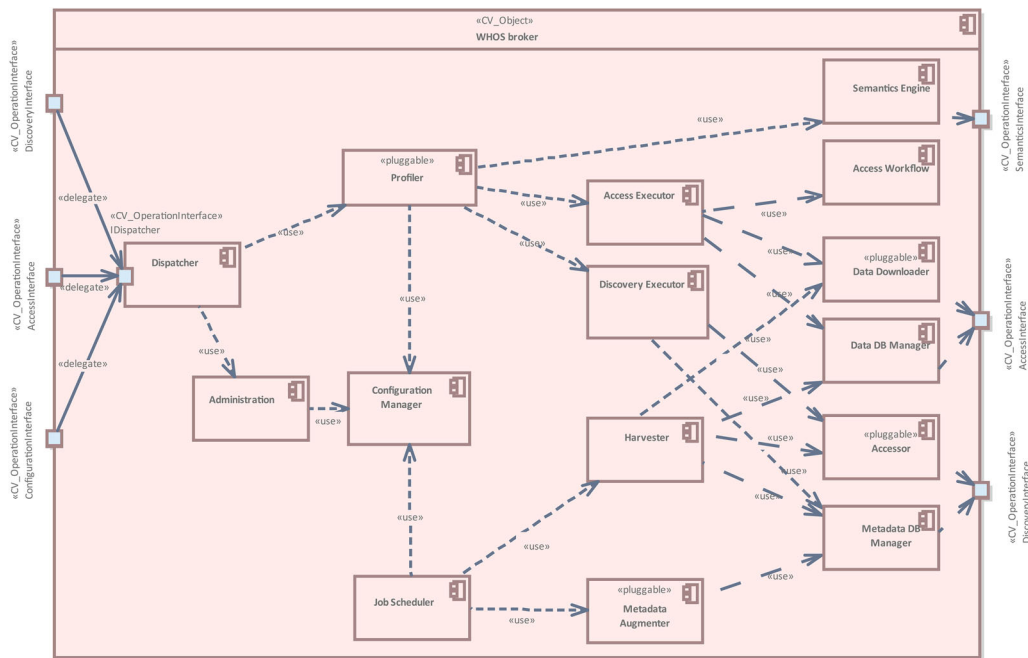 «CV_Object»
WHOS broker
«CV_OperationInterface»
DiscoveryInterface
«CV_OperationInterface»
AccessInterface
«CV_OperationInterface»
ConfigurationInterface
«delegate»
«delegate»
«delegate»
«CV_OperationInterface»
IDispatcher
Dispatcher
«use»
«use»
Administration
«use»
«pluggable»
Profiler
«use»
«use»
«use»
«use»
Configuration
Manager
«use»
Job Scheduler
«use»
«use»
Access Executor
Discovery Executor
Harvester
«pluggable»
Metadata
Augmenter
«use»
«use»
«use»
«use»
«use»
«use»
«use»
«use»
Semantics Engine
Access Workflow
«pluggable»
Data Downloader
Data DB Manager
«pluggable»
Accessor
Metadata DB
Manager
«CV_OperationInterface»
SemanticsInterface
«CV_OperationInterface»
AccessInterface
«CV_OperationInterface»
DiscoveryInterface